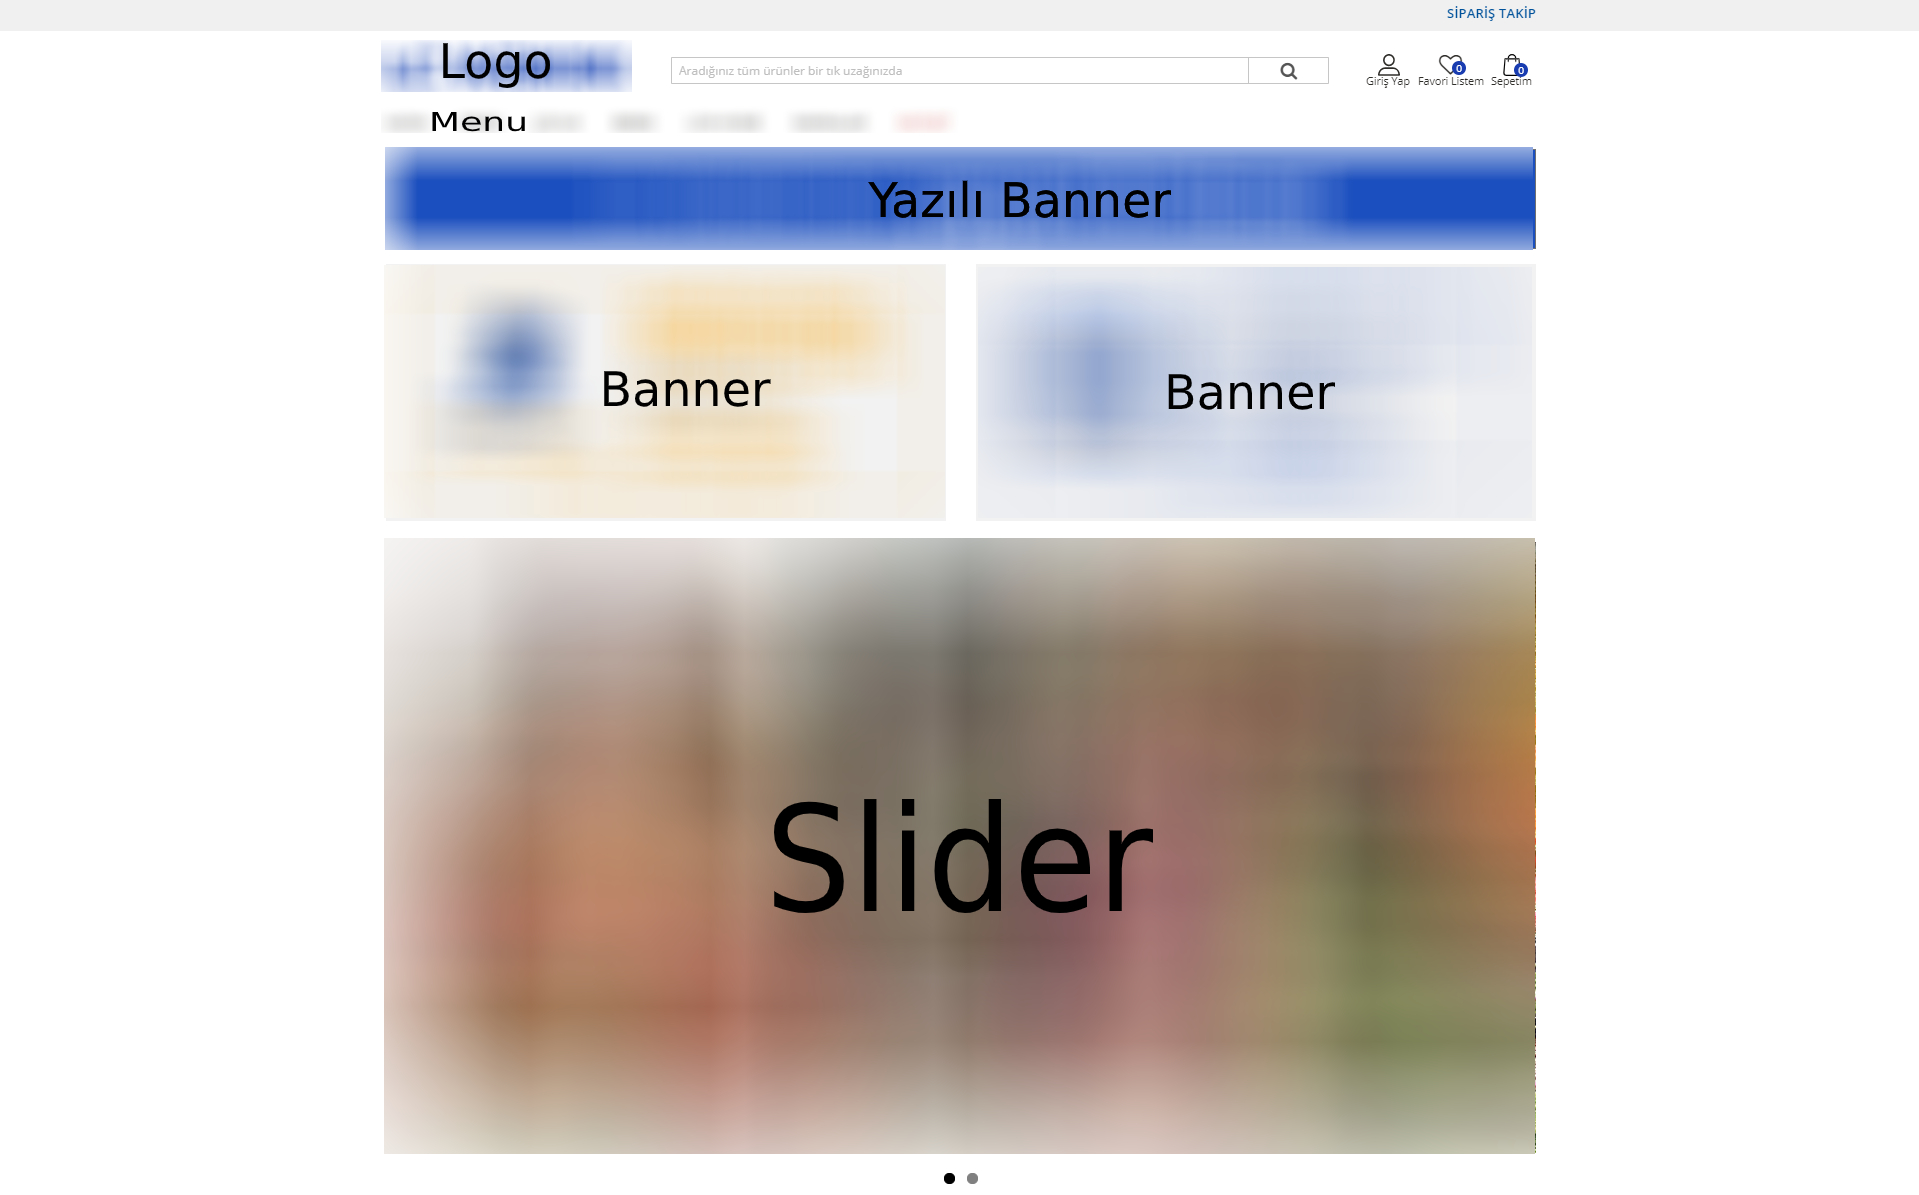 SİPARİŞ TAKİP
Logo
Aradığınız tüm ürünler bir tık uzağınızda
0
0
Giriş Yap
Favori Listem
Sepetim
Menu
Yazılı Banner
Banner
Banner
Slider